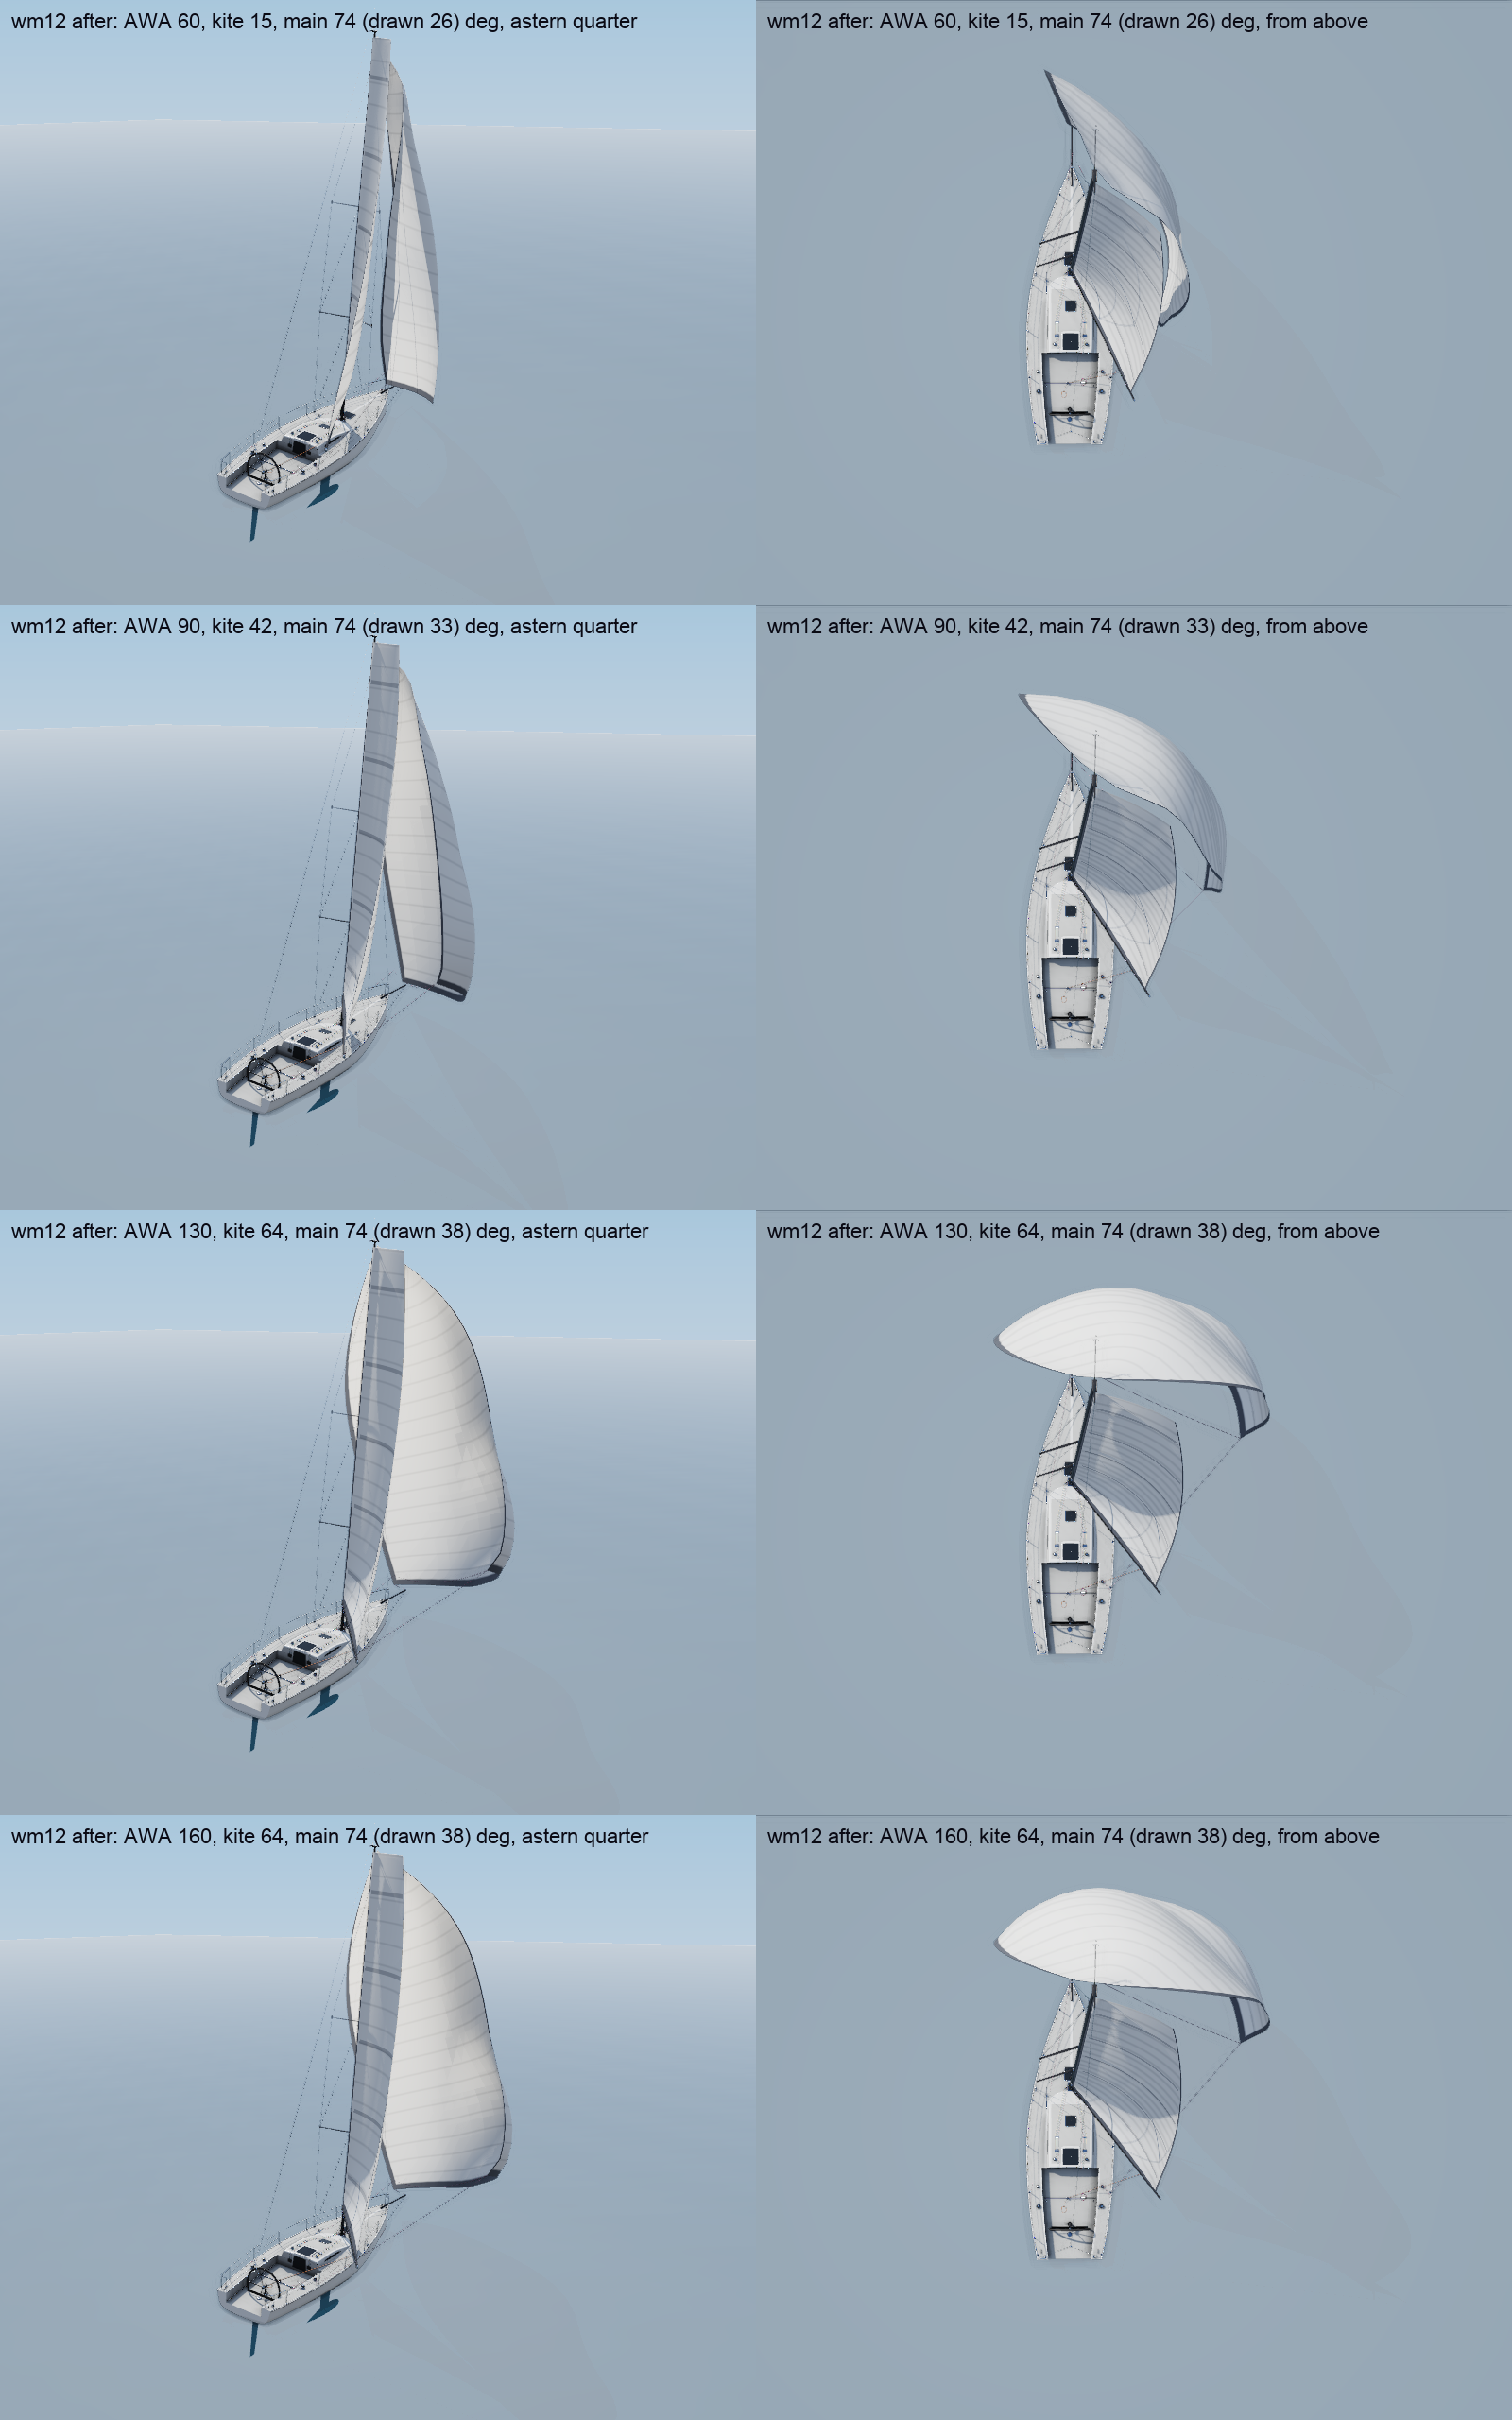 wm12 after: AWA 60, kite 15, main 74 (drawn 26) deg, astern quarter
wm12 after: AWA 60, kite 15, main 74 (drawn 26) deg, from above
wm12 after: AWA 90, kite 42, main 74 (drawn 33) deg, astern quarter
wm12 after: AWA 90, kite 42, main 74 (drawn 33) deg, from above
wm12 after: AWA 130, kite 64, main 74 (drawn 38) deg, astern quarter
wm12 after: AWA 130, kite 64, main 74 (drawn 38) deg, from above
wm12 after: AWA 160, kite 64, main 74 (drawn 38) deg, astern quarter
wm12 after: AWA 160, kite 64, main 74 (drawn 38) deg, from above